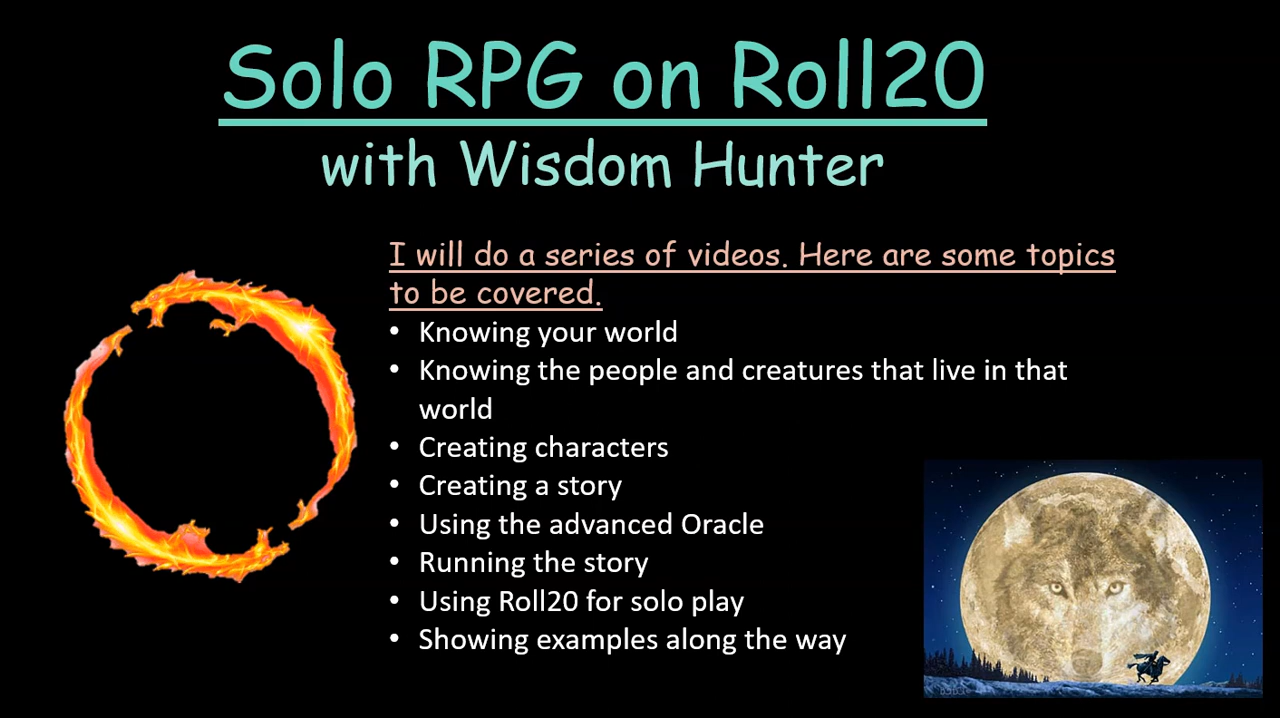 Solo RPG on Roll20
with Wisdom Hunter
I will do a series of videos. Here are some topics
to be covered.
• Knowing your world
• Knowing the people and creatures that live in that
world
• Creating characters
• Creating a story
• Using the advanced Oracle
• Running the story
• Using Roll20 for solo play
• Showing examples along the way